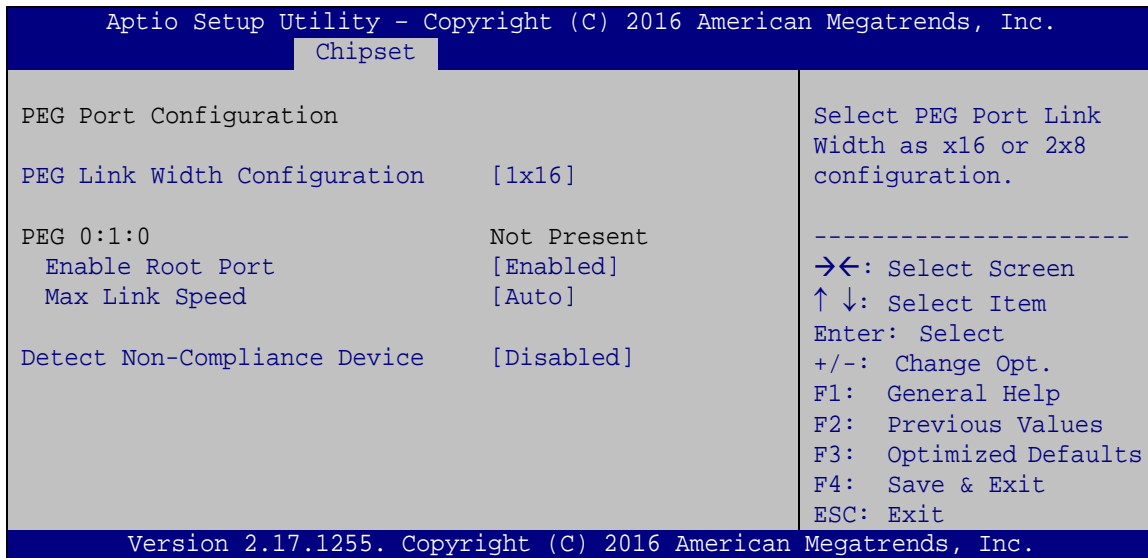 Aptio Setup Utility – Copyright (C) 2016 American Megatrends, Inc.
Chipset
PEG Port Configuration
PEG Link Width Configuration [1x16]
PEG 0:1:0 Not Present
Enable Root Port [Enabled]
Max Link Speed [Auto]
Detect Non-Compliance Device [Disabled]
Select PEG Port Link
Width as x16 or 2x8
configuration.
----------------------
→←: Select Screen
↑ ↓: Select Item
Enter: Select
+/-: Change Opt.
F1: General Help
F2: Previous Values
F3: Optimized Defaults
F4: Save & Exit
ESC: Exit
Version 2.17.1255. Copyright (C) 2016 American Megatrends, Inc.